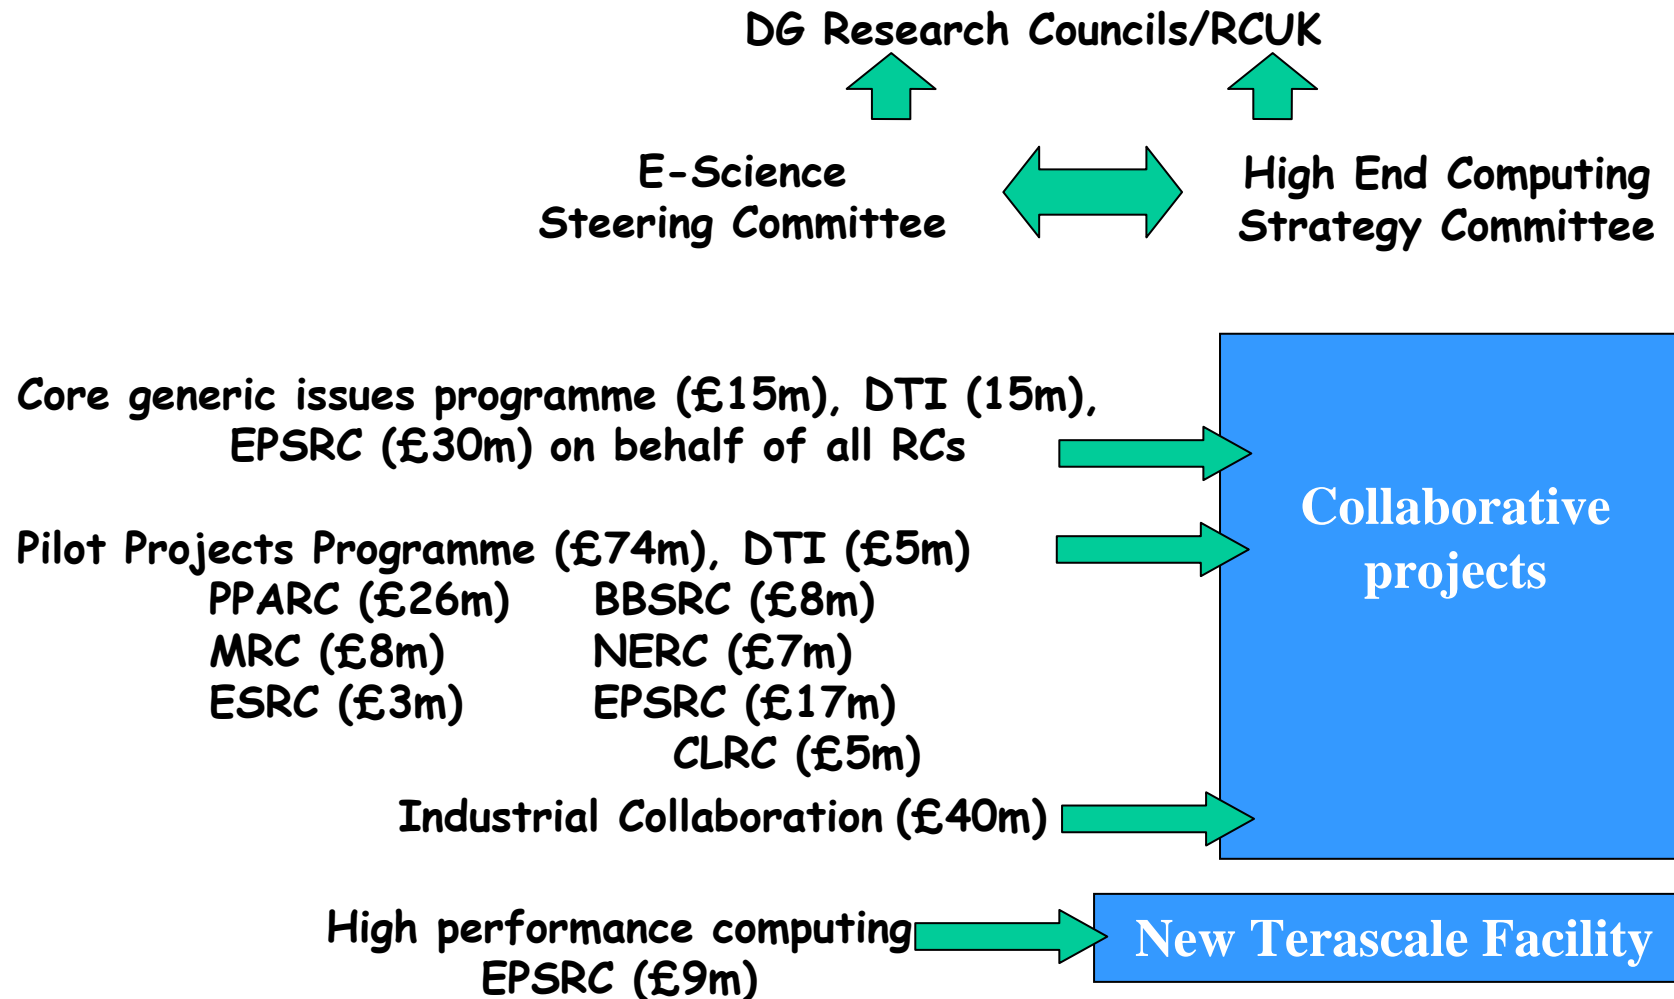 DG Research Councils/RCUK
E-Science
Steering Committee
High End Computing
Strategy Committee
Core generic issues programme (£15m), DTI (15m),
EPSRC (£30m) on behalf of all RCs
Collaborative
projects
Pilot Projects Programme (£74m), DTI (£5m)
PPARC (£26m) BBSRC (£8m)
MRC (£8m) NERC (£7m)
ESRC (£3m) EPSRC (£17m)
CLRC (£5m)
Industrial Collaboration (£40m)
High performance computing
EPSRC (£9m)
New Terascale Facility